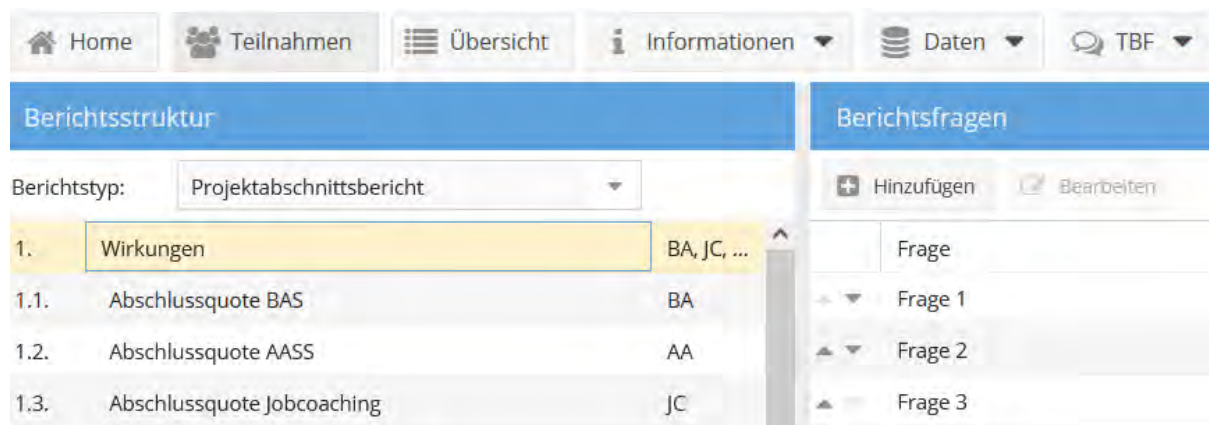 Home Teilnahmen Übersicht Informationen Daten TBF
Berichtsstruktur
Berichtstyp: Projektabschnittsbericht
1. Wirkungen BA, JC, ...
1.1. Abschlussquote BAS BA
1.2. Abschlussquote AASS AA
1.3. Abschlussquote Jobcoaching JC
Berichtsfragen
Hinzufügen Bearbeiten
Frage
Frage 1
Frage 2
Frage 3